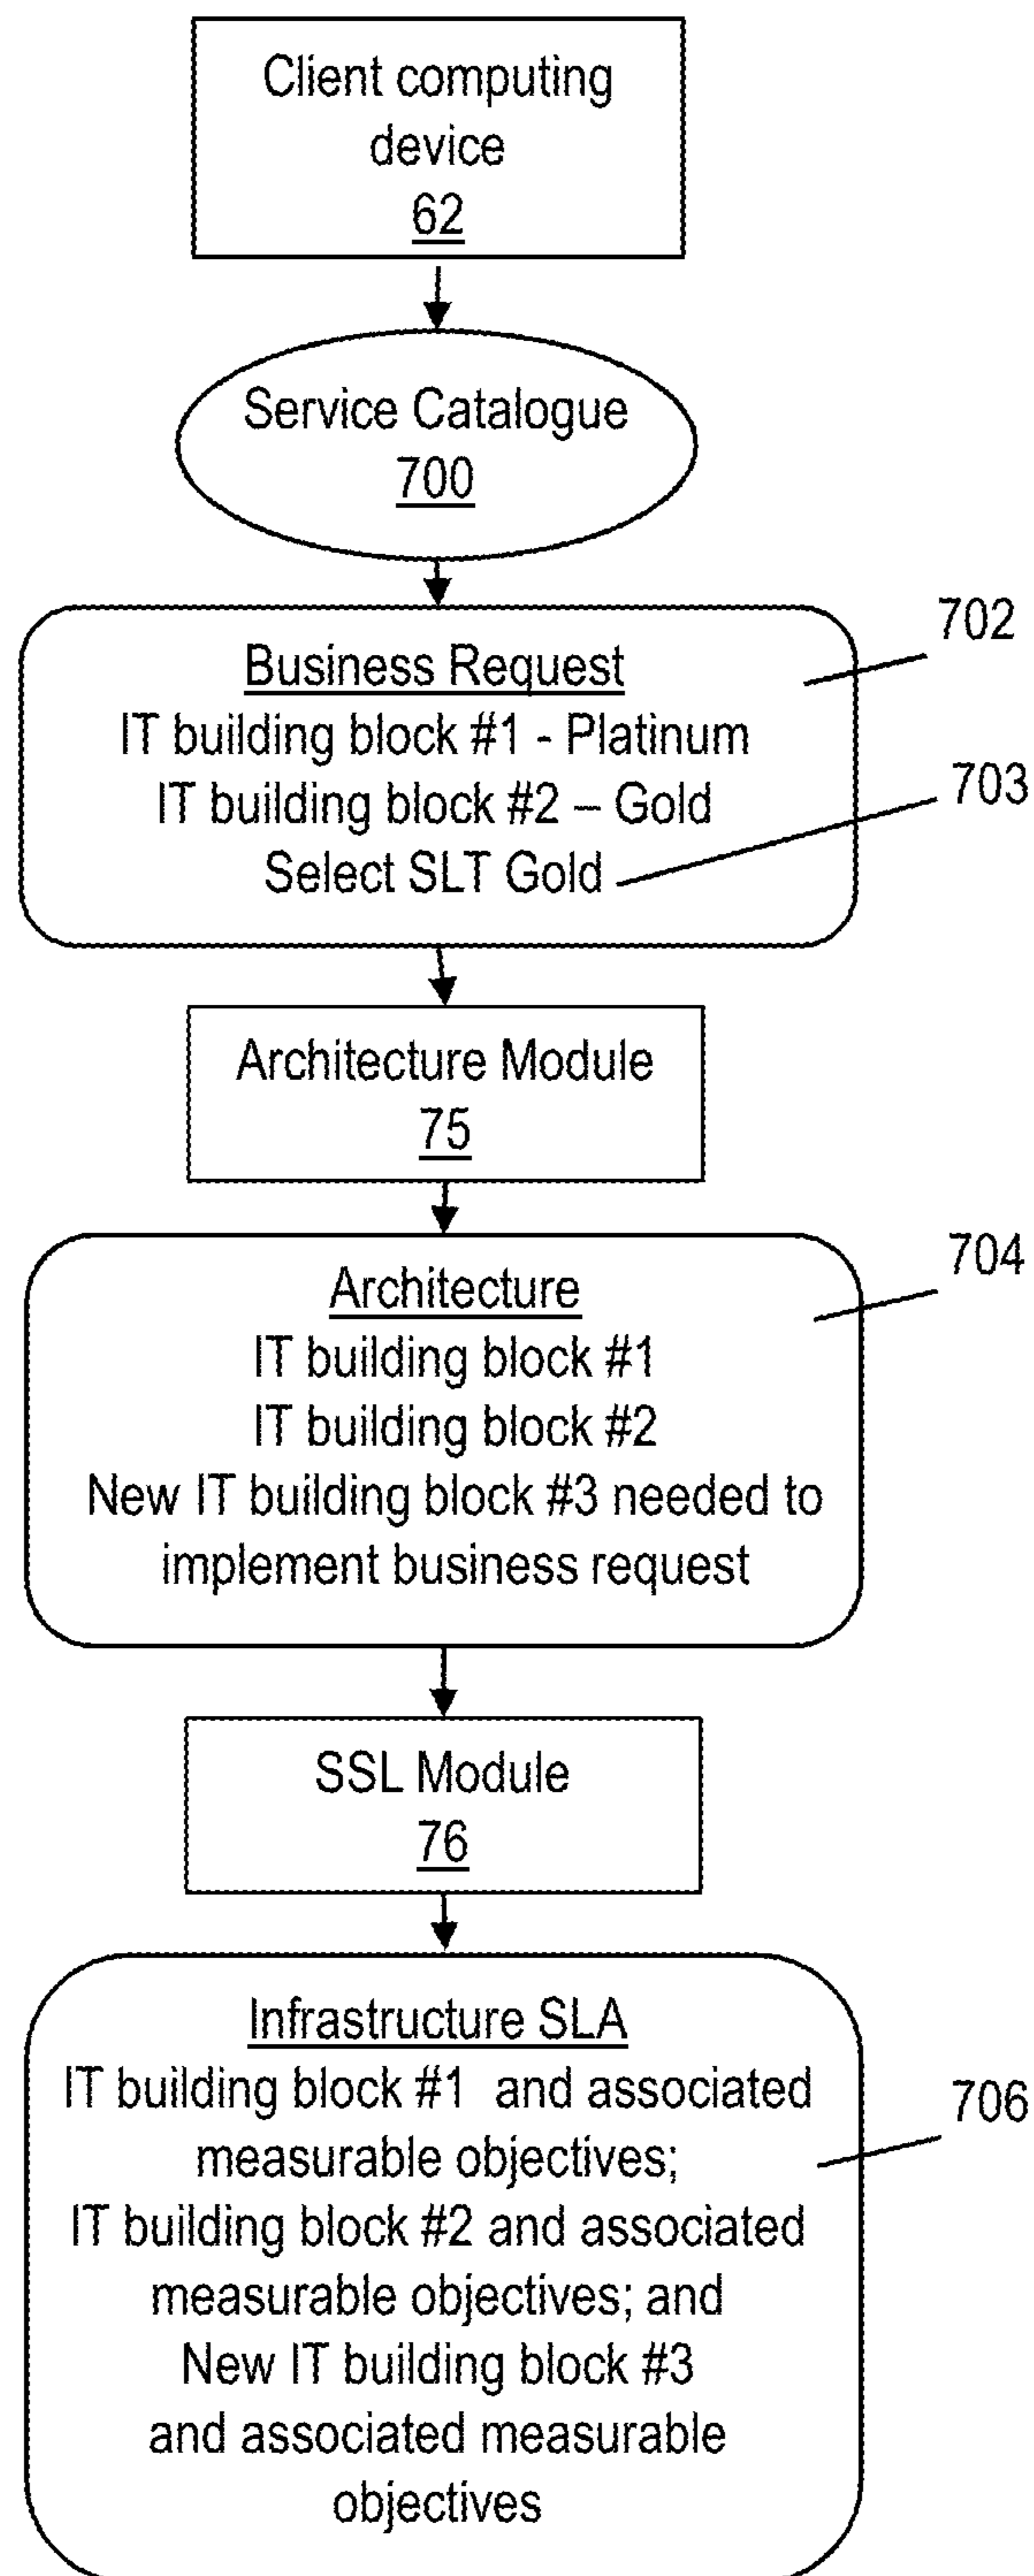 Client computing
device
62
Service Catalogue
700
702
Business Request
IT building block #1 - Platinum
703
IT building block #2 – Gold
Select SLT Gold
Architecture Module
75
704
Architecture
IT building block #1
IT building block #2
New IT building block #3 needed to
implement business request
SSL Module
76
Infrastructure SLA
IT building block #1 and associated
706
measurable objectives;
IT building block #2 and associated
measurable objectives; and
New IT building block #3
and associated measurable
objectives